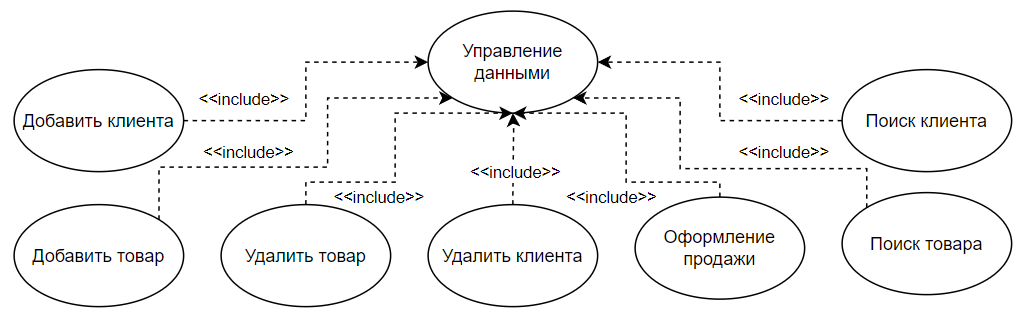 Управление
данными
<<include>>
<<include>>
Добавить клиента
Поиск клиента
<<include>>
<<include>>
<<include>>
<<include>>
<<include>>
Добавить товар
Удалить товар
Удалить клиента
Оформление
продажи
Поиск товара